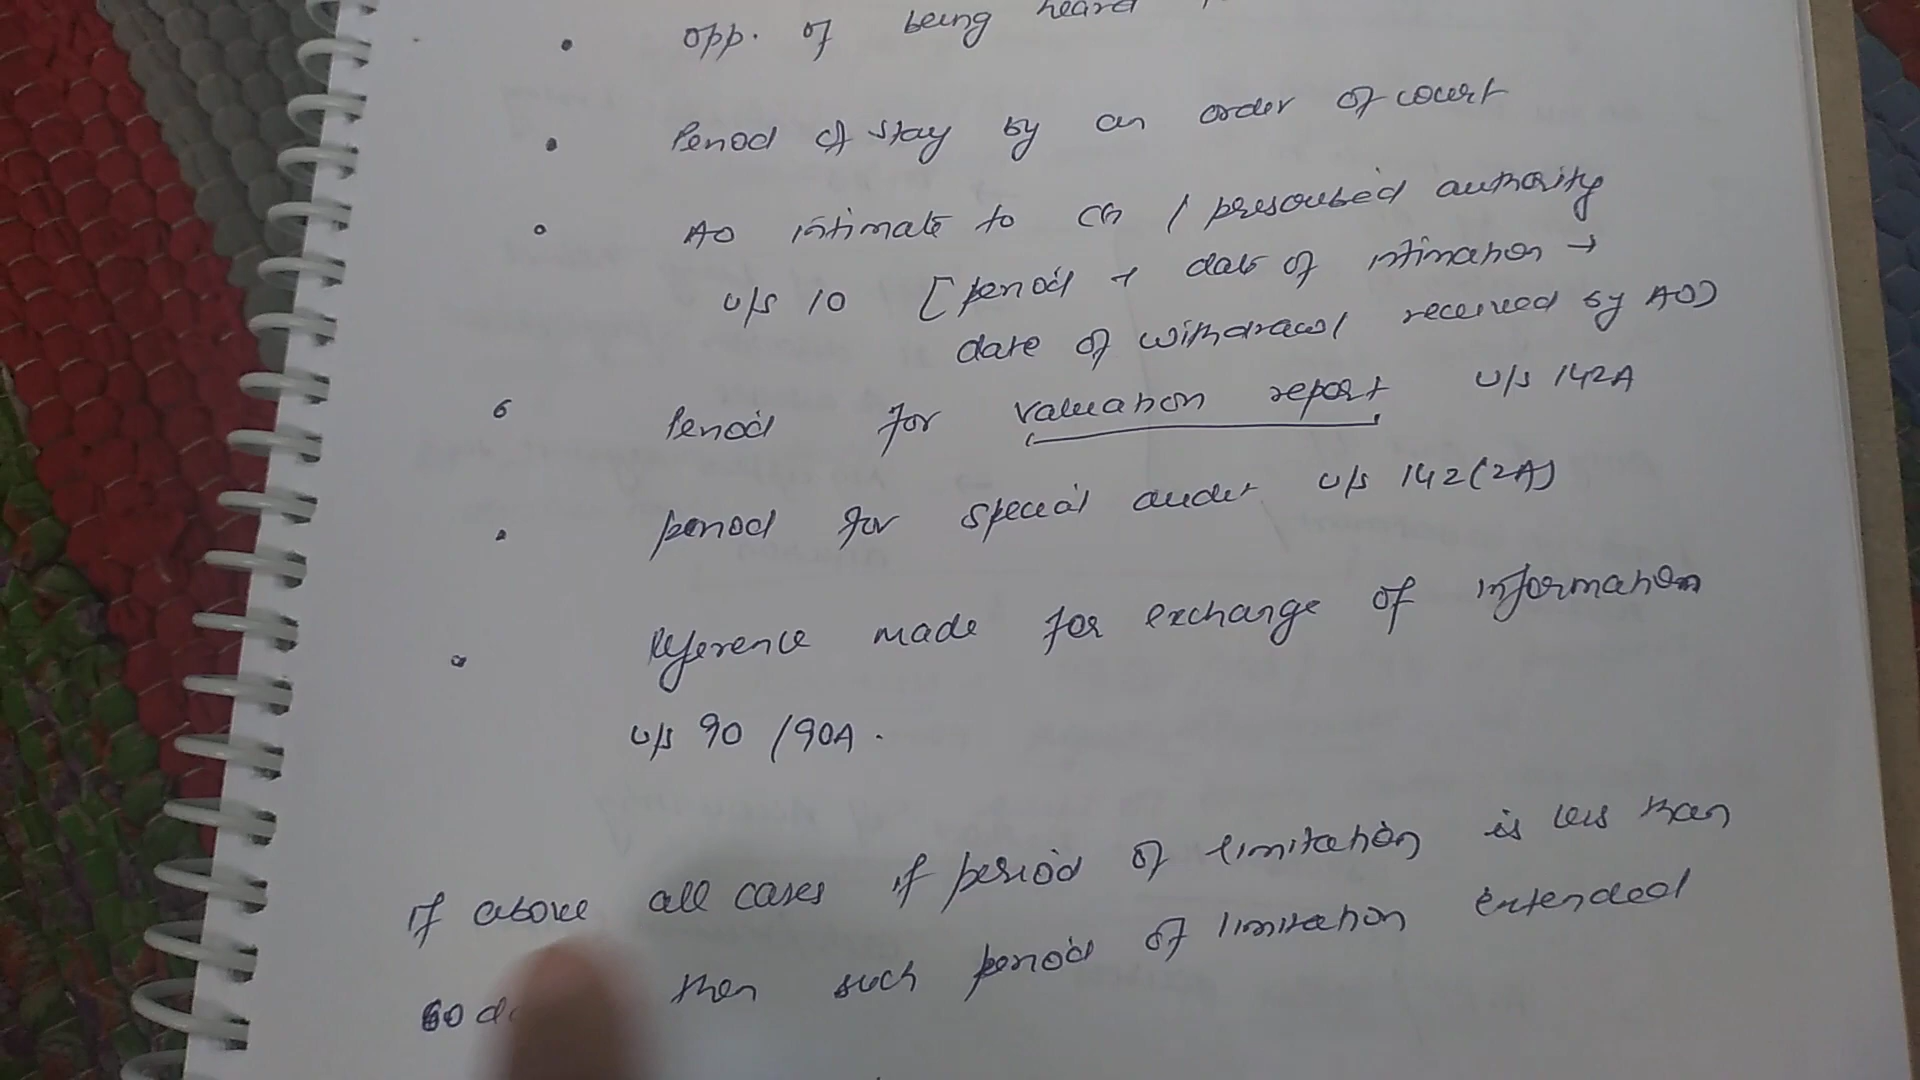 • opp. of being heard
• Period of stay by an order of court
• AO intimate to CG / prescribed authority
u/s 10 [period → date of intimation →
date of withdrawl received by AO]
• Period for valuation report u/s 142A
• period for special audit u/s 142(2A)
• Reference made for exchange of information
u/s 90 /90A.
If above all cases if period of limitation is less than
60 then such period of limitation extended